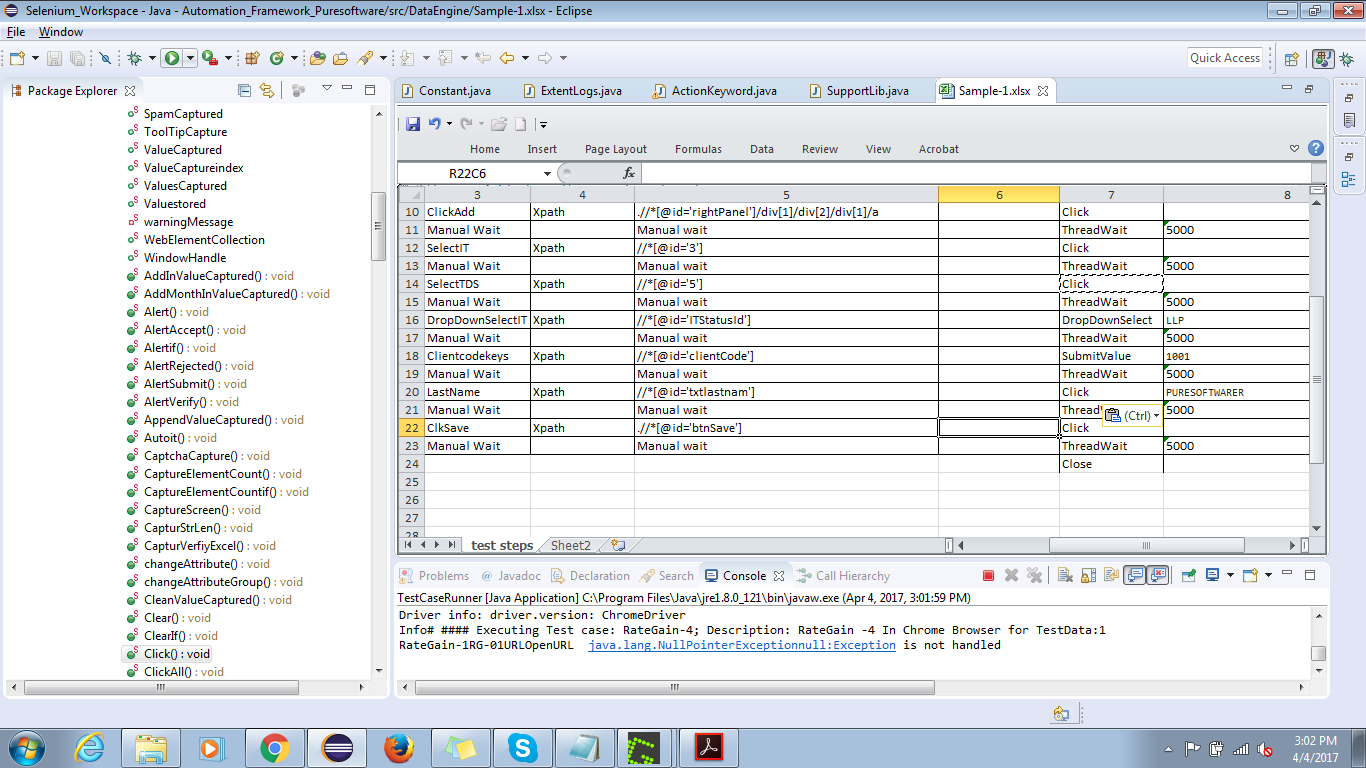 Selenium_Workspace - Java - Automation_Framework_Puresoftware/src/DataEngine/Sample-1.xlsx - Eclipse
File Window
Quick Access
Package Explorer
SpamCaptured
ToolTipCapture
ValueCaptured
ValueCaptureindex
ValuesCaptured
Valuestored
warningMessage
WebElementCollection
WindowHandle
AddInValueCaptured() : void
AddMonthInValueCaptured() : void
Alert() : void
AlertAccept() : void
Alertif() : void
AlertRejected() : void
AlertSubmit() : void
AlertVerify() : void
AppendValueCaptured() : void
Autoit() : void
CaptchaCapture() : void
CaptureElementCount() : void
CaptureElementCountif() : void
CaptureScreen() : void
CapturStrLen() : void
CapturVerfiyExcel() : void
changeAttribute() : void
changeAttributeGroup() : void
CleanValueCaptured() : void
Clear() : void
ClearIf() : void
Click() : void
ClickAll() : void
Constant.java ExtentLogs.java ActionKeyword.java SupportLib.java Sample-1.xlsx
Home Insert Page Layout Formulas Data Review View Acrobat
R22C6 fx
3 4 5 6 7 8
10 ClickAdd Xpath .//*[@id='rightPanel']/div[1]/div[2]/div[1]/a Click
11 Manual Wait Manual wait ThreadWait 5000
12 SelectIT Xpath //*[@id='3'] Click
13 Manual Wait Manual wait ThreadWait 5000
14 SelectTDS Xpath //*[@id='5'] Click
15 Manual Wait Manual wait ThreadWait 5000
16 DropDownSelectIT Xpath //*[@id='ITStatusId'] DropDownSelect LLP
17 Manual Wait Manual wait ThreadWait 5000
18 Clientcodekeys Xpath //*[@id='clientCode'] SubmitValue 1001
19 Manual Wait Manual wait ThreadWait 5000
20 LastName Xpath //*[@id='txtlastnam'] Click PURESOFTWARER
21 Manual Wait Manual wait Thread (Ctrl) 5000
22 ClkSave Xpath .//*[@id='btnSave'] Click
23 Manual Wait Manual wait ThreadWait 5000
24 Close
25
26
27
28
test steps Sheet2
Problems Javadoc Declaration Search Console Call Hierarchy
TestCaseRunner [Java Application] C:\Program Files\Java\jre1.8.0_121\bin\javaw.exe (Apr 4, 2017, 3:01:59 PM)
Driver info: driver.version: ChromeDriver
Info# #### Executing Test case: RateGain-4; Description: RateGain -4 In Chrome Browser for TestData:1
RateGain-1RG-01URLOpenURL java.lang.NullPointerExceptionnull:Exception is not handled
3:02 PM
4/4/2017